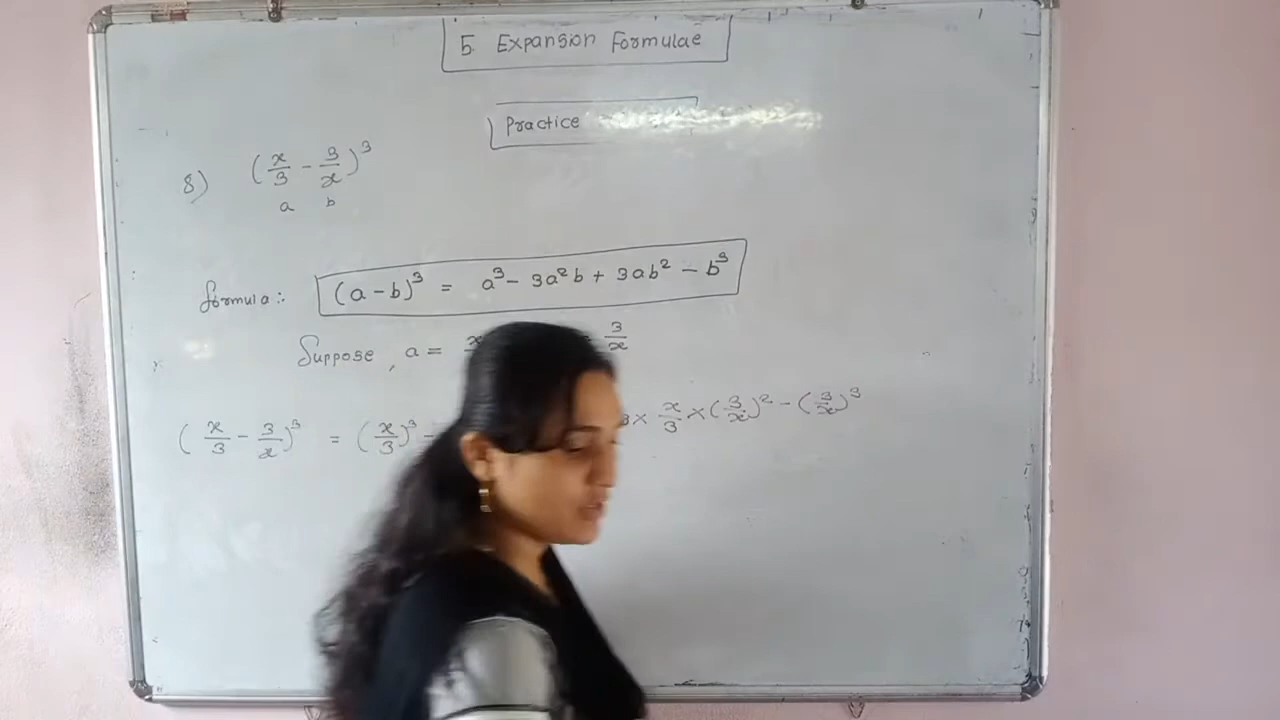 5 Expansion Formulae
Practice
8) (x/3 - 3/x)³
a b
formula:- (a - b)³ = a³ - 3a²b + 3ab² - b³
Suppose, a = x 3/x
(x/3 - 3/x)³ = (x/3)³ - 3 × x/3 × (3/x)² - (3/x)³